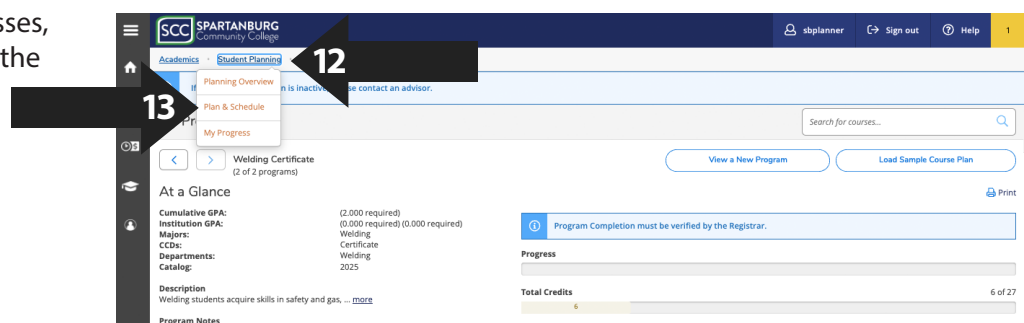 sses,
the
SCC SPARTANBURG
Community College
sbplanner Sign out Help 1
Academics Student Planning
12
Planning Overview
If n is inactive se contact an advisor.
13
Plan & Schedule
My Progress
Search for courses...
Welding Certificate
(2 of 2 programs)
View a New Program
Load Sample Course Plan
At a Glance
Print
Cumulative GPA: (2.000 required)
Institution GPA: (0.000 required) (0.000 required)
Majors: Welding
CCDs: Certificate
Departments: Welding
Catalog: 2025
Program Completion must be verified by the Registrar.
Progress
Description
Welding students acquire skills in safety and gas, ... more
Total Credits 6 of 27
6
Program Notes